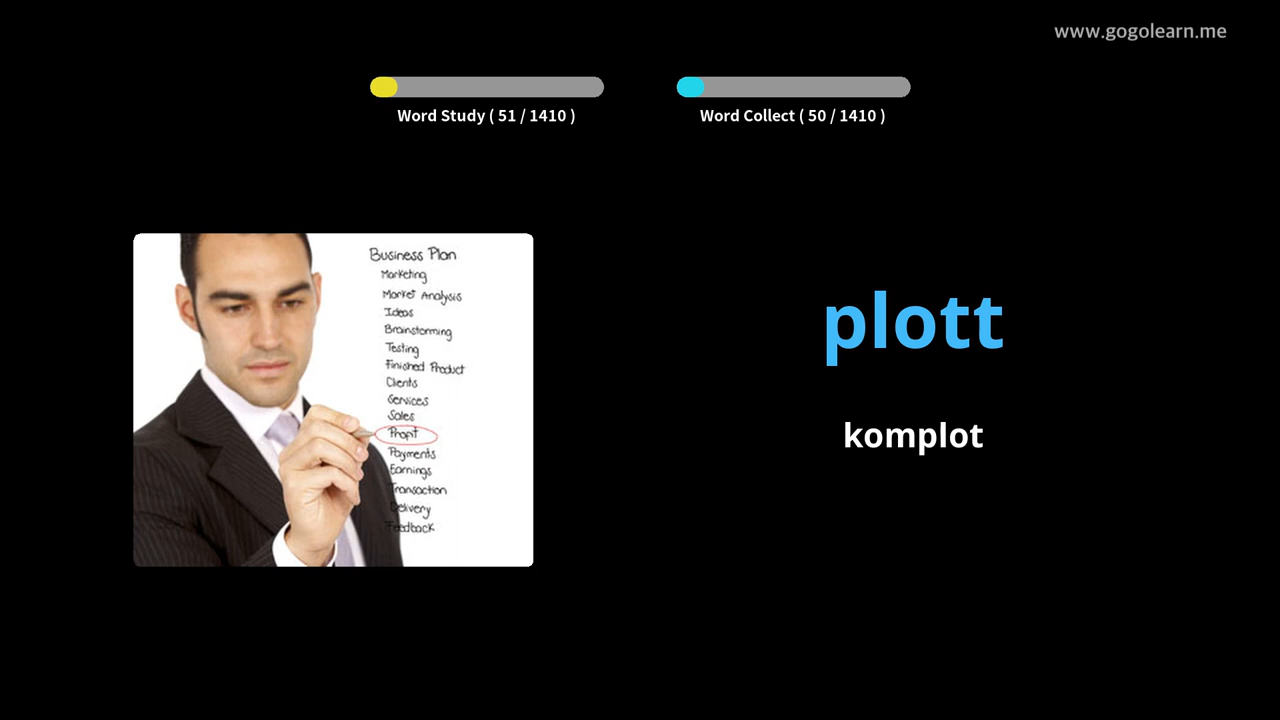 www.gogolearn.me
Word Study ( 51 / 1410 )
Word Collect ( 50 / 1410 )
Business Plan
Marketing
Market Analysis
Ideas
Brainstorming
Testing
Finished Product
Clients
Services
Sales
Profit
Payments
Earnings
Transaction
Delivery
Feedback
plott
komplot